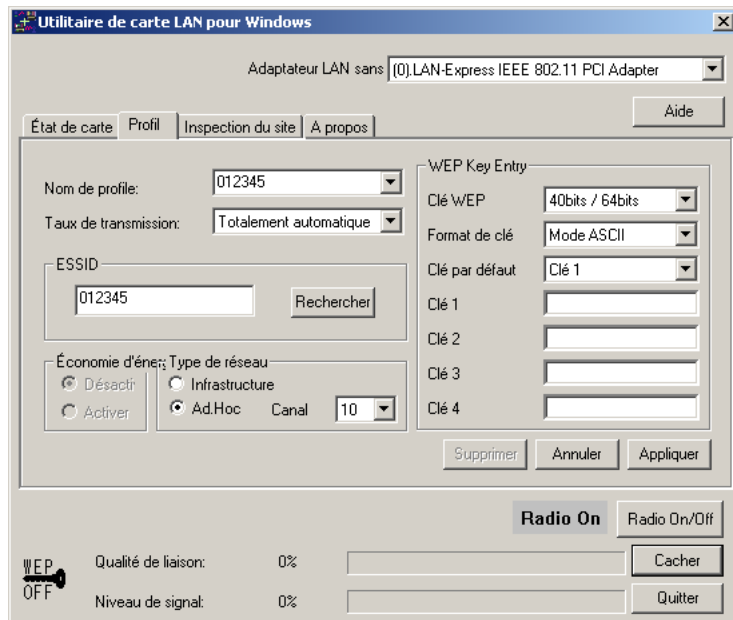 Utilitaire de carte LAN pour Windows
Adaptateur LAN sans (0).LAN-Express IEEE 802.11 PCI Adapter
Aide
État de carte Profil Inspection du site A propos
Nom de profile: 012345
Taux de transmission: Totalement automatique
ESSID
012345 Rechercher
Économie d'éner
Désacti
Activer
Type de réseau
Infrastructure
Ad.Hoc Canal 10
WEP Key Entry
Clé WEP 40bits / 64bits
Format de clé Mode ASCII
Clé par défaut Clé 1
Clé 1
Clé 2
Clé 3
Clé 4
Supprimer Annuler Appliquer
Radio On Radio On/Off
WEP OFF
Qualité de liaison: 0% Cacher
Niveau de signal: 0% Quitter